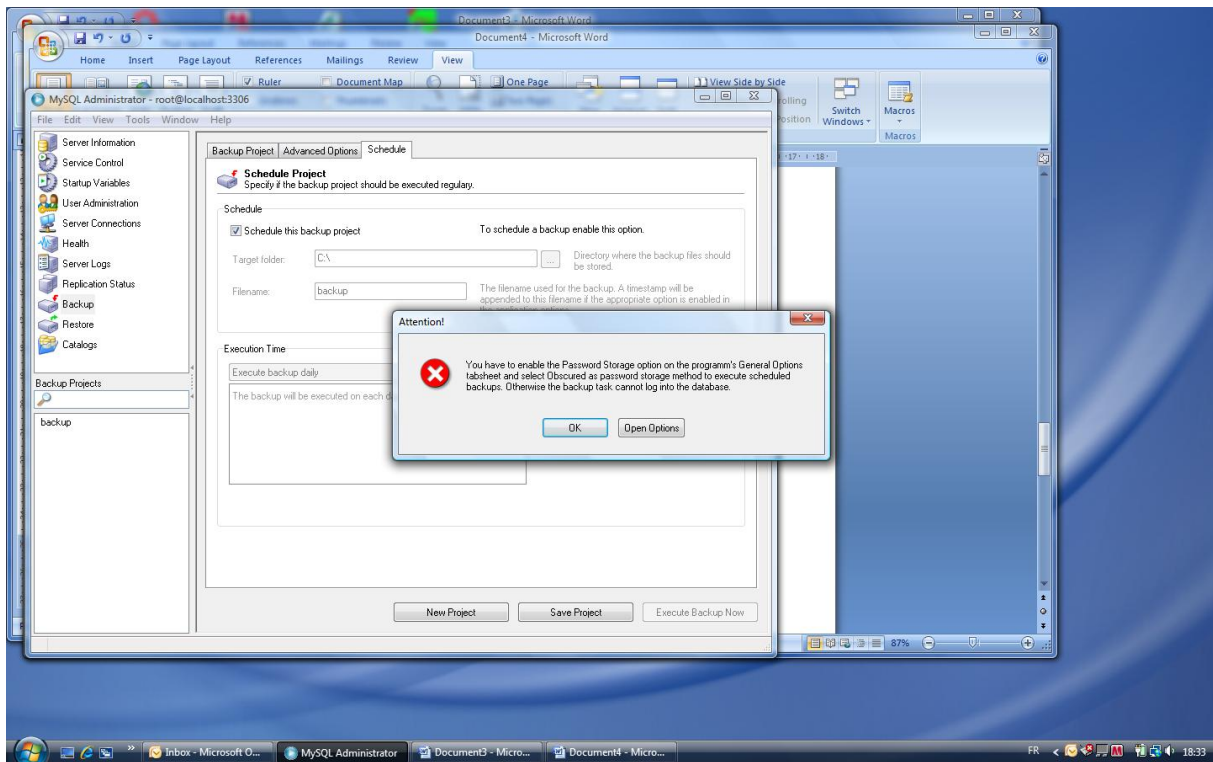 Document3 - Microsoft Word
Document4 - Microsoft Word
Home Insert Page Layout References Mailings Review View
Ruler Document Map One Page View Side by Side
Switch Windows Macros
Macros
MySQL Administrator - root@localhost:3306
File Edit View Tools Window Help
Server Information
Service Control
Startup Variables
User Administration
Server Connections
Health
Server Logs
Replication Status
Backup
Restore
Catalogs
Backup Projects
backup
Backup Project Advanced Options Schedule
Schedule Project
Specify if the backup project should be executed regulary.
Schedule
Schedule this backup project To schedule a backup enable this option.
Target folder: C:\ ... Directory where the backup files should
be stored.
Filename: backup The filename used for the backup. A timestamp will be
appended to this filename if the appropriate option is enabled in
Execution Time
Execute backup daily
The backup will be executed on each
Attention!
You have to enable the Password Storage option on the programm's General Options
tabsheet and select Obscured as password storage method to execute scheduled
backups. Otherwise the backup task cannot log into the database.
OK Open Options
New Project Save Project Execute Backup Now
·17· ·18·
87%
Inbox - Microsoft O... MySQL Administrator Document3 - Micro... Document4 - Micro... FR 18:33